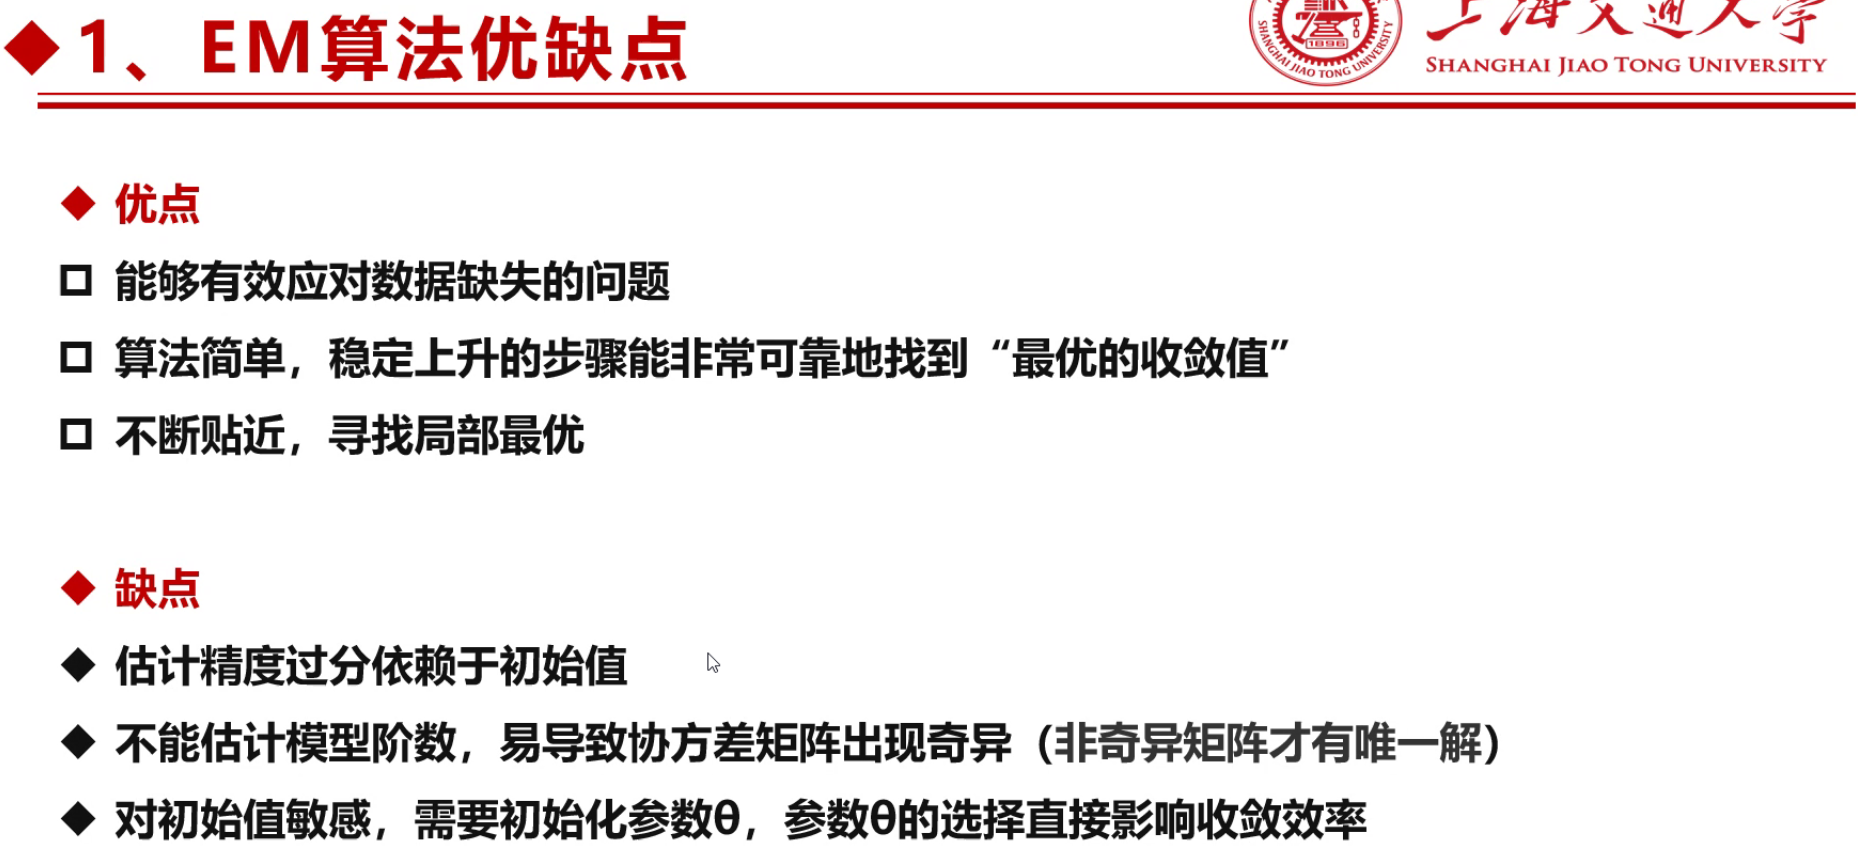 ◆1、EM算法优缺点
上海交通大学
1896
SHANGHAI JIAO TONG UNIVERSITY
SHANGHAI JIAO TONG UNIVERSITY
◆ 优点
□ 能够有效应对数据缺失的问题
□ 算法简单，稳定上升的步骤能非常可靠地找到“最优的收敛值”
□ 不断贴近，寻找局部最优
◆ 缺点
◆ 估计精度过分依赖于初始值
◆ 不能估计模型阶数，易导致协方差矩阵出现奇异（非奇异矩阵才有唯一解）
◆ 对初始值敏感，需要初始化参数θ，参数θ的选择直接影响收敛效率